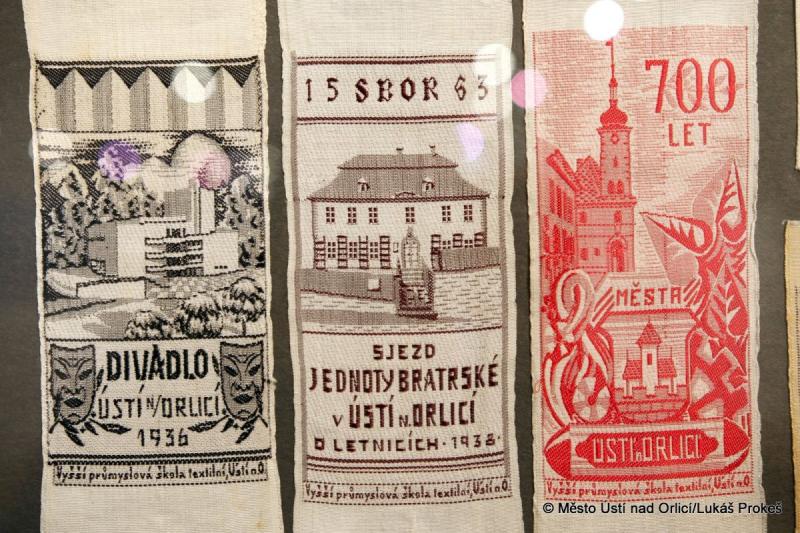 DIVADLO
ÚSTÍ N/ORLICÍ
1936
Vyšší průmyslová škola textilní, Ústí n.O.
15 SBOR 63
SJEZD
JEDNOTY BRATRSKÉ
V ÚSTÍ N. ORLICÍ
O LETNICÍCH · 1938 ·
Vyšší průmyslová škola textilní, Ústí n.O.
700
LET
MĚSTA
ÚSTÍ N. ORLICÍ
Vyšší průmyslová škola textilní, Ústí n.O.
© Město Ústí nad Orlicí/Lukáš Prokeš